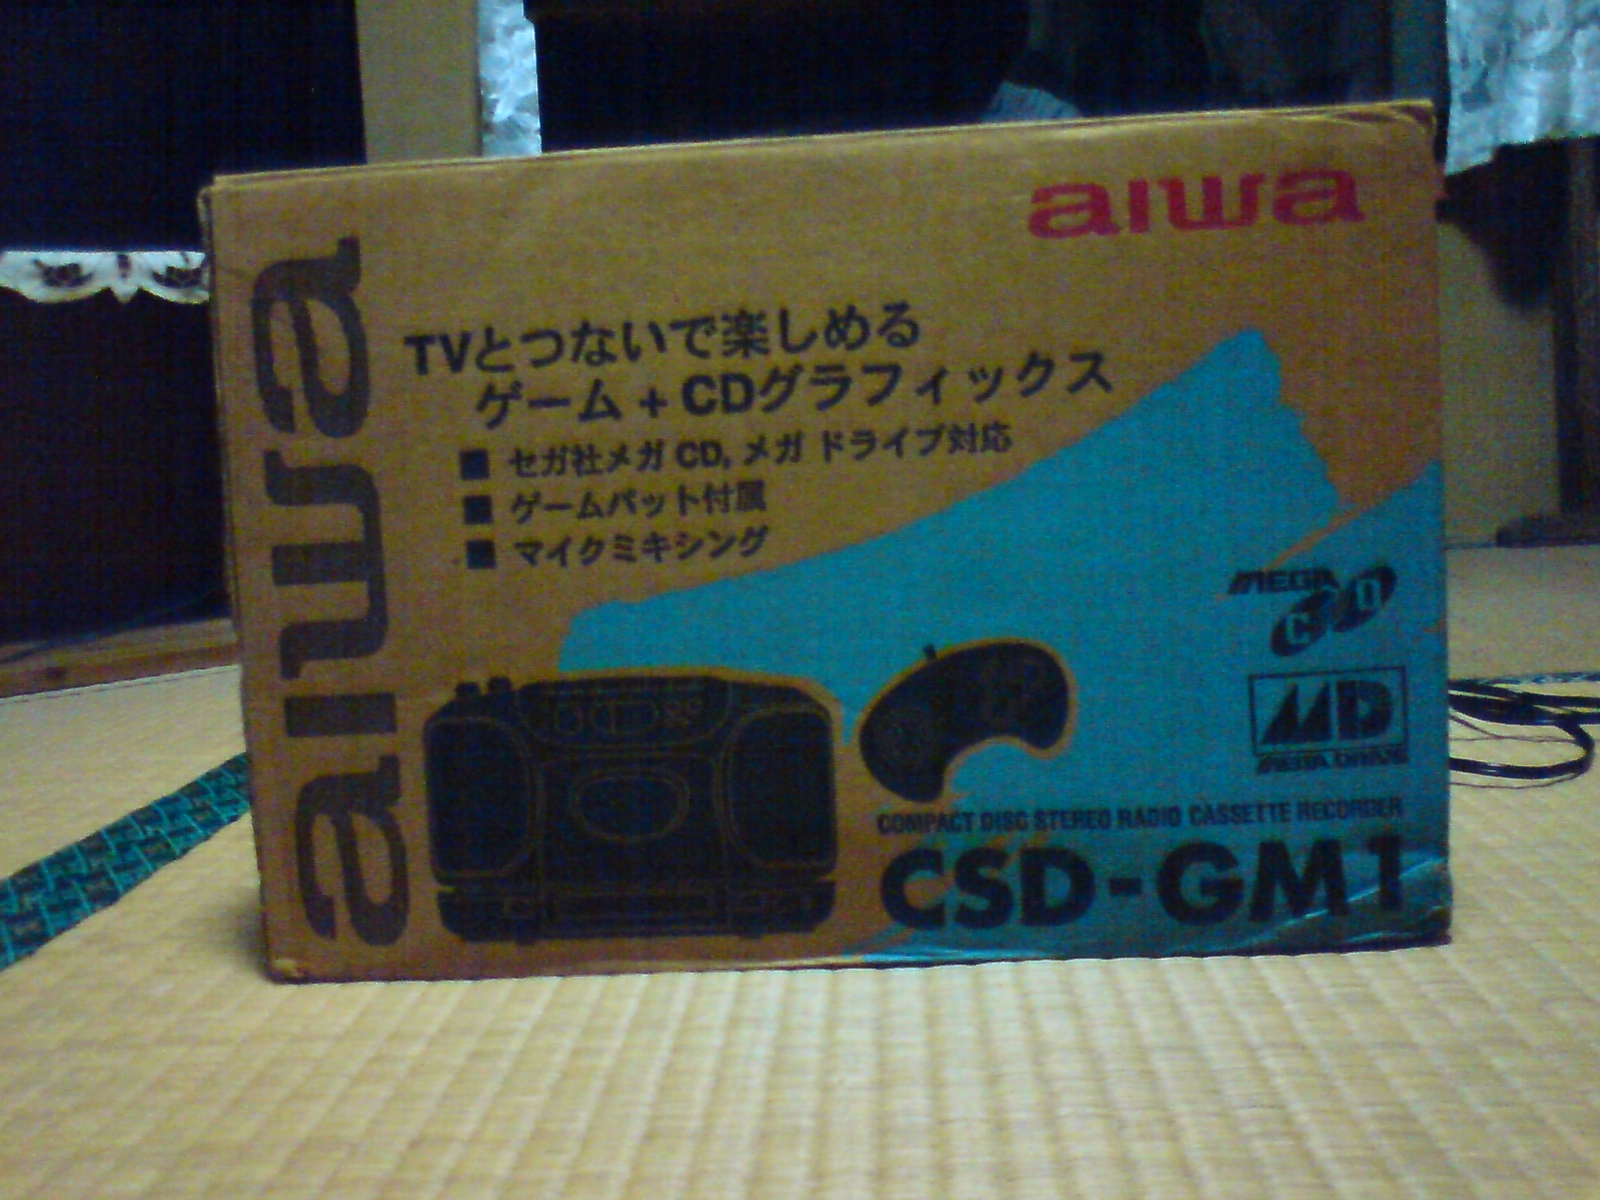 aiwa
aiwa
TVとつないで楽しめる
ゲーム + CDグラフィックス
■ セガ社メガ CD, メガ ドライブ対応
■ ゲームパット付属
■ マイクミキシング
MEGA
CD
MD
MEGA DRIVE
COMPACT DISC STEREO RADIO CASSETTE RECORDER
CSD-GM1